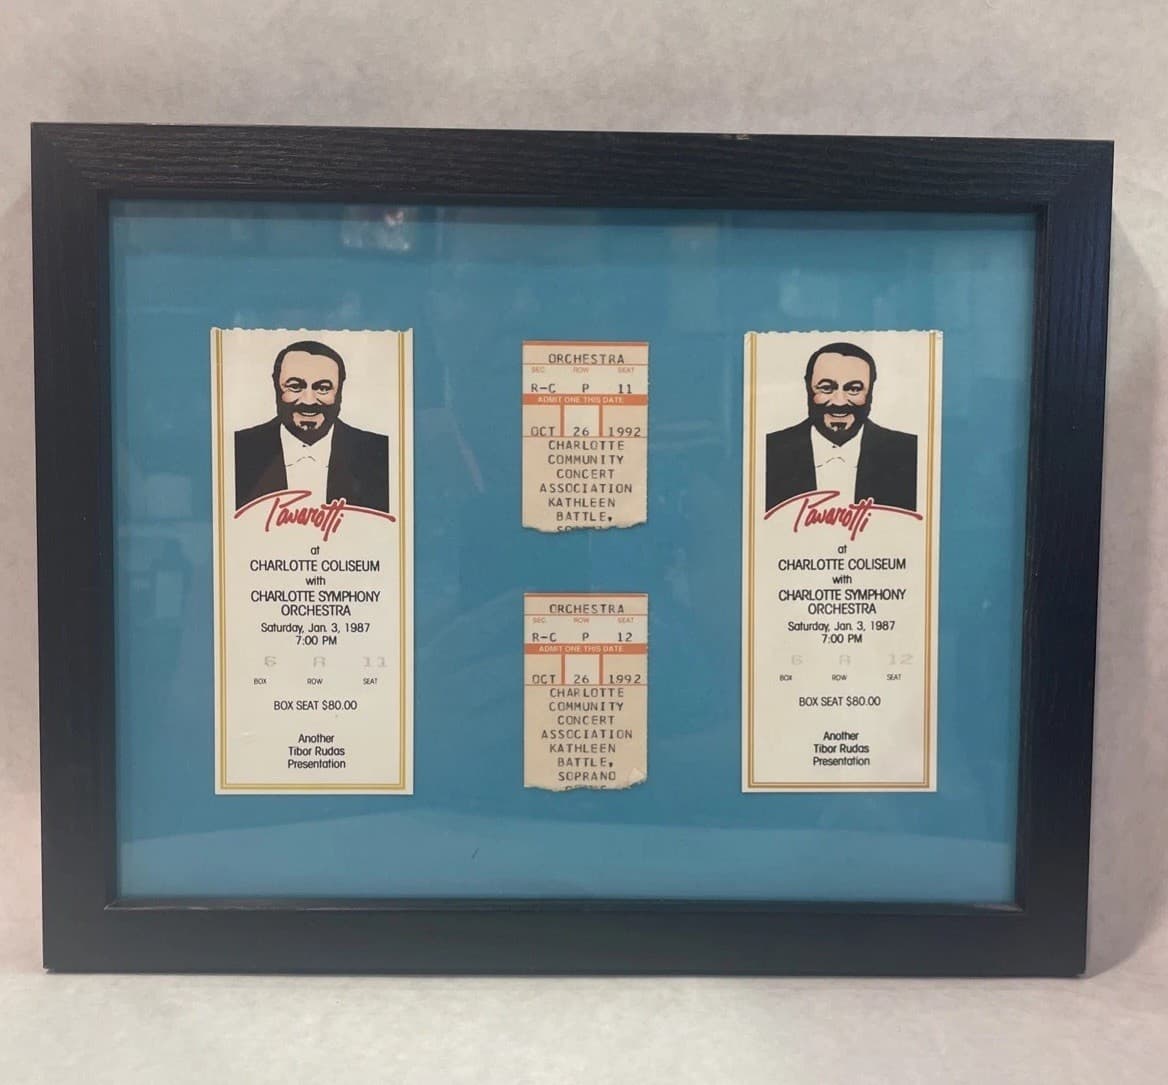 Pavarotti
at
CHARLOTTE COLISEUM
with
CHARLOTTE SYMPHONY
ORCHESTRA
Saturday, Jan. 3, 1987
7:00 PM
6 A 11
BOX ROW SEAT
BOX SEAT $80.00
Another
Tibor Rudas
Presentation
ORCHESTRA
SEC. ROW SEAT
R-C P 11
ADMIT ONE THIS DATE
OCT 26 1992
CHARLOTTE
COMMUNITY
CONCERT
ASSOCIATION
KATHLEEN
BATTLE,
ORCHESTRA
SEC. ROW SEAT
R-C P 12
ADMIT ONE THIS DATE
OCT 26 1992
CHARLOTTE
COMMUNITY
CONCERT
ASSOCIATION
KATHLEEN
BATTLE,
SOPRANO
Pavarotti
at
CHARLOTTE COLISEUM
with
CHARLOTTE SYMPHONY
ORCHESTRA
Saturday, Jan. 3, 1987
7:00 PM
6 A 12
BOX ROW SEAT
BOX SEAT $80.00
Another
Tibor Rudas
Presentation